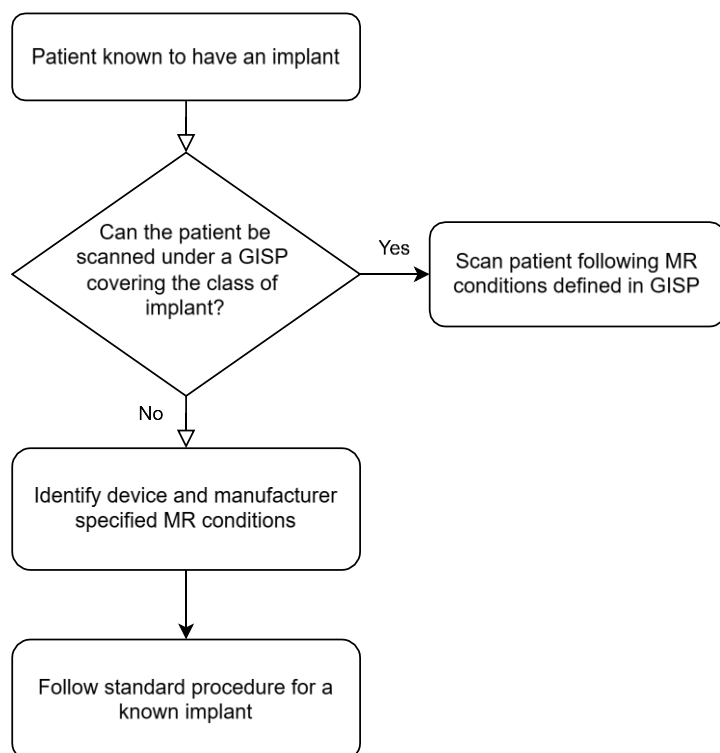 Patient known to have an implant
Can the patient be
scanned under a GISP
covering the class of
implant?
Yes
Scan patient following MR
conditions defined in GISP
No
Identify device and manufacturer
specified MR conditions
Follow standard procedure for a
known implant